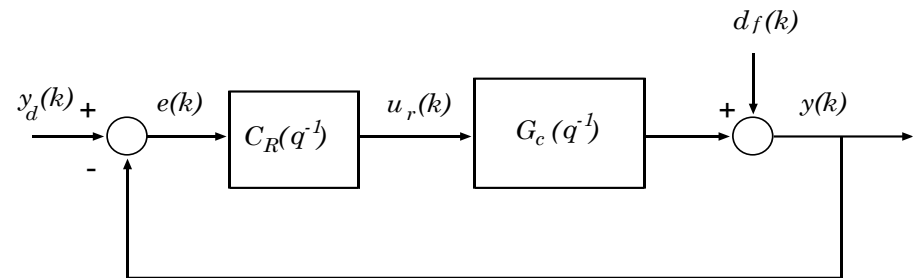 d_f(k)
y_d(k) + e(k) C_R(q^{-1}) u_r(k) G_c(q^{-1}) + y(k)
-